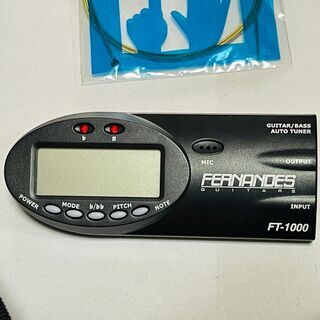 GUITAR/BASS
AUTO TUNER
♭ #
MIC OUTPUT
FERNANDES
GUITARS
POWER MODE ♭/♭♭ PITCH NOTE
INPUT
FT-1000